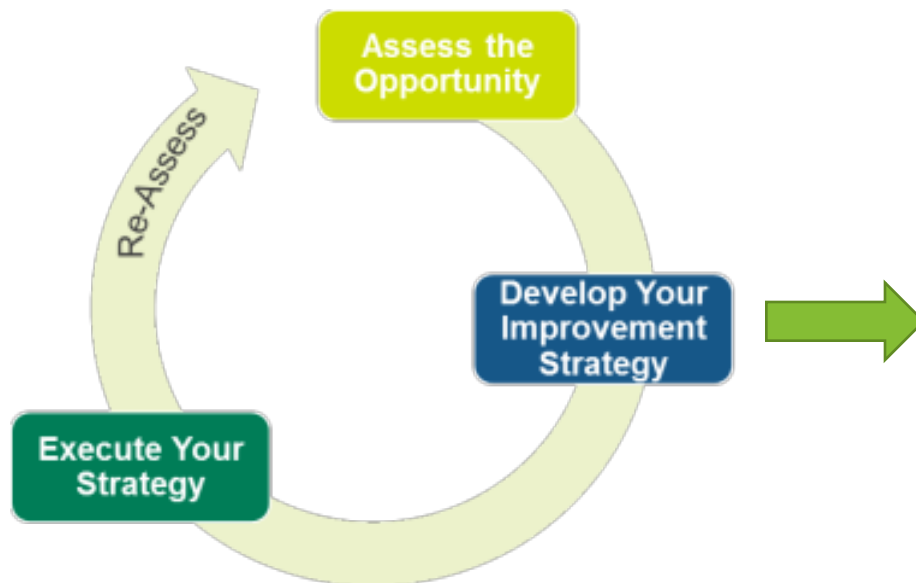 Assess the
Opportunity
Re-Assess
Develop Your
Improvement
Strategy
Execute Your
Strategy